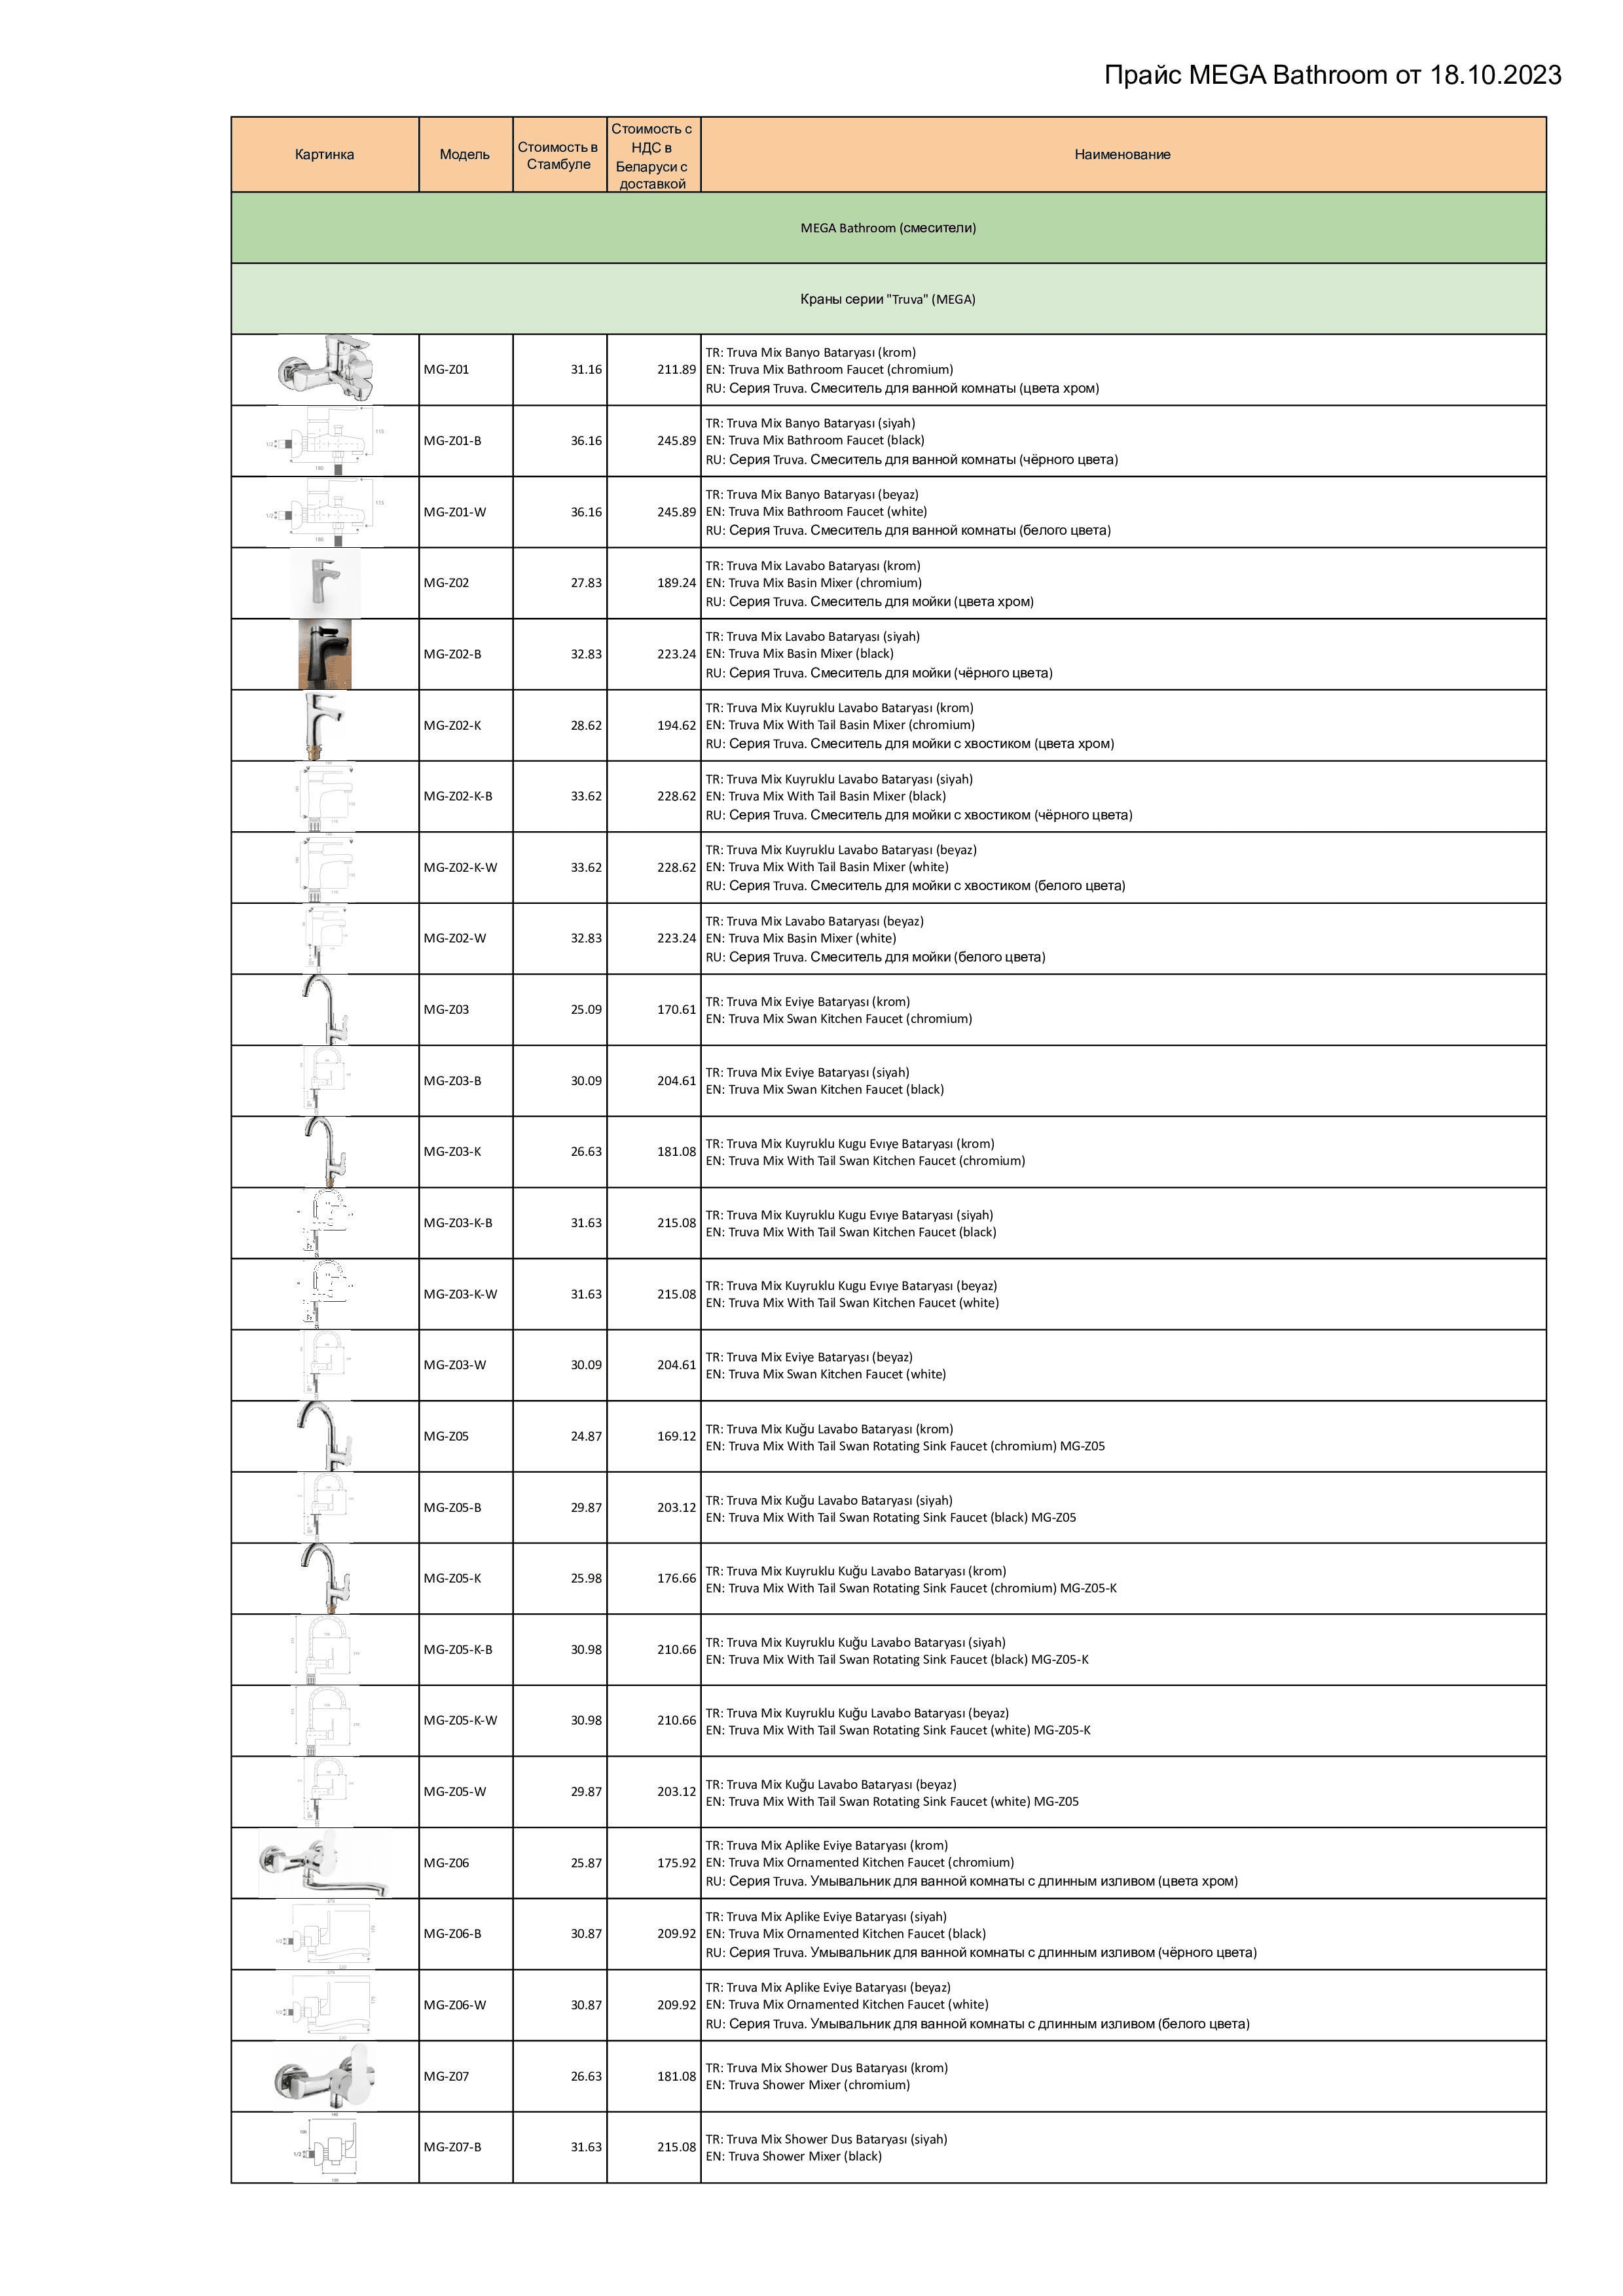 Прайс MEGA Bathroom от 18.10.2023
Картинка
Модель
Стоимость в
Стамбуле
Стоимость с
НДС в
Беларуси с
доставкой
Наименование
MEGA Bathroom (смесители)
Краны серии "Truva" (MEGA)
MG-Z01 31.16 211.89
TR: Truva Mix Banyo Bataryası (krom)
EN: Truva Mix Bathroom Faucet (chromium)
RU: Серия Truva. Смеситель для ванной комнаты (цвета хром)
MG-Z01-B 36.16 245.89
TR: Truva Mix Banyo Bataryası (siyah)
EN: Truva Mix Bathroom Faucet (black)
RU: Серия Truva. Смеситель для ванной комнаты (чёрного цвета)
MG-Z01-W 36.16 245.89
TR: Truva Mix Banyo Bataryası (beyaz)
EN: Truva Mix Bathroom Faucet (white)
RU: Серия Truva. Смеситель для ванной комнаты (белого цвета)
MG-Z02 27.83 189.24
TR: Truva Mix Lavabo Bataryası (krom)
EN: Truva Mix Basin Mixer (chromium)
RU: Серия Truva. Смеситель для мойки (цвета хром)
MG-Z02-B 32.83 223.24
TR: Truva Mix Lavabo Bataryası (siyah)
EN: Truva Mix Basin Mixer (black)
RU: Серия Truva. Смеситель для мойки (чёрного цвета)
MG-Z02-K 28.62 194.62
TR: Truva Mix Kuyruklu Lavabo Bataryası (krom)
EN: Truva Mix With Tail Basin Mixer (chromium)
RU: Серия Truva. Смеситель для мойки с хвостиком (цвета хром)
MG-Z02-K-B 33.62 228.62
TR: Truva Mix Kuyruklu Lavabo Bataryası (siyah)
EN: Truva Mix With Tail Basin Mixer (black)
RU: Серия Truva. Смеситель для мойки с хвостиком (чёрного цвета)
MG-Z02-K-W 33.62 228.62
TR: Truva Mix Kuyruklu Lavabo Bataryası (beyaz)
EN: Truva Mix With Tail Basin Mixer (white)
RU: Серия Truva. Смеситель для мойки с хвостиком (белого цвета)
MG-Z02-W 32.83 223.24
TR: Truva Mix Lavabo Bataryası (beyaz)
EN: Truva Mix Basin Mixer (white)
RU: Серия Truva. Смеситель для мойки (белого цвета)
MG-Z03 25.09 170.61
TR: Truva Mix Eviye Bataryası (krom)
EN: Truva Mix Swan Kitchen Faucet (chromium)
MG-Z03-B 30.09 204.61
TR: Truva Mix Eviye Bataryası (siyah)
EN: Truva Mix Swan Kitchen Faucet (black)
MG-Z03-K 26.63 181.08
TR: Truva Mix Kuyruklu Kugu Evıye Bataryası (krom)
EN: Truva Mix With Tail Swan Kitchen Faucet (chromium)
MG-Z03-K-B 31.63 215.08
TR: Truva Mix Kuyruklu Kugu Evıye Bataryası (siyah)
EN: Truva Mix With Tail Swan Kitchen Faucet (black)
MG-Z03-K-W 31.63 215.08
TR: Truva Mix Kuyruklu Kugu Evıye Bataryası (beyaz)
EN: Truva Mix With Tail Swan Kitchen Faucet (white)
MG-Z03-W 30.09 204.61
TR: Truva Mix Eviye Bataryası (beyaz)
EN: Truva Mix Swan Kitchen Faucet (white)
MG-Z05 24.87 169.12
TR: Truva Mix Kuğu Lavabo Bataryası (krom)
EN: Truva Mix With Tail Swan Rotating Sink Faucet (chromium) MG-Z05
MG-Z05-B 29.87 203.12
TR: Truva Mix Kuğu Lavabo Bataryası (siyah)
EN: Truva Mix With Tail Swan Rotating Sink Faucet (black) MG-Z05
MG-Z05-K 25.98 176.66
TR: Truva Mix Kuyruklu Kuğu Lavabo Bataryası (krom)
EN: Truva Mix With Tail Swan Rotating Sink Faucet (chromium) MG-Z05-K
MG-Z05-K-B 30.98 210.66
TR: Truva Mix Kuyruklu Kuğu Lavabo Bataryası (siyah)
EN: Truva Mix With Tail Swan Rotating Sink Faucet (black) MG-Z05-K
MG-Z05-K-W 30.98 210.66
TR: Truva Mix Kuyruklu Kuğu Lavabo Bataryası (beyaz)
EN: Truva Mix With Tail Swan Rotating Sink Faucet (white) MG-Z05-K
MG-Z05-W 29.87 203.12
TR: Truva Mix Kuğu Lavabo Bataryası (beyaz)
EN: Truva Mix With Tail Swan Rotating Sink Faucet (white) MG-Z05
MG-Z06 25.87 175.92
TR: Truva Mix Aplike Eviye Bataryası (krom)
EN: Truva Mix Ornamented Kitchen Faucet (chromium)
RU: Серия Truva. Умывальник для ванной комнаты с длинным изливом (цвета хром)
MG-Z06-B 30.87 209.92
TR: Truva Mix Aplike Eviye Bataryası (siyah)
EN: Truva Mix Ornamented Kitchen Faucet (black)
RU: Серия Truva. Умывальник для ванной комнаты с длинным изливом (чёрного цвета)
MG-Z06-W 30.87 209.92
TR: Truva Mix Aplike Eviye Bataryası (beyaz)
EN: Truva Mix Ornamented Kitchen Faucet (white)
RU: Серия Truva. Умывальник для ванной комнаты с длинным изливом (белого цвета)
MG-Z07 26.63 181.08
TR: Truva Mix Shower Dus Bataryası (krom)
EN: Truva Shower Mixer (chromium)
MG-Z07-B 31.63 215.08
TR: Truva Mix Shower Dus Bataryası (siyah)
EN: Truva Shower Mixer (black)